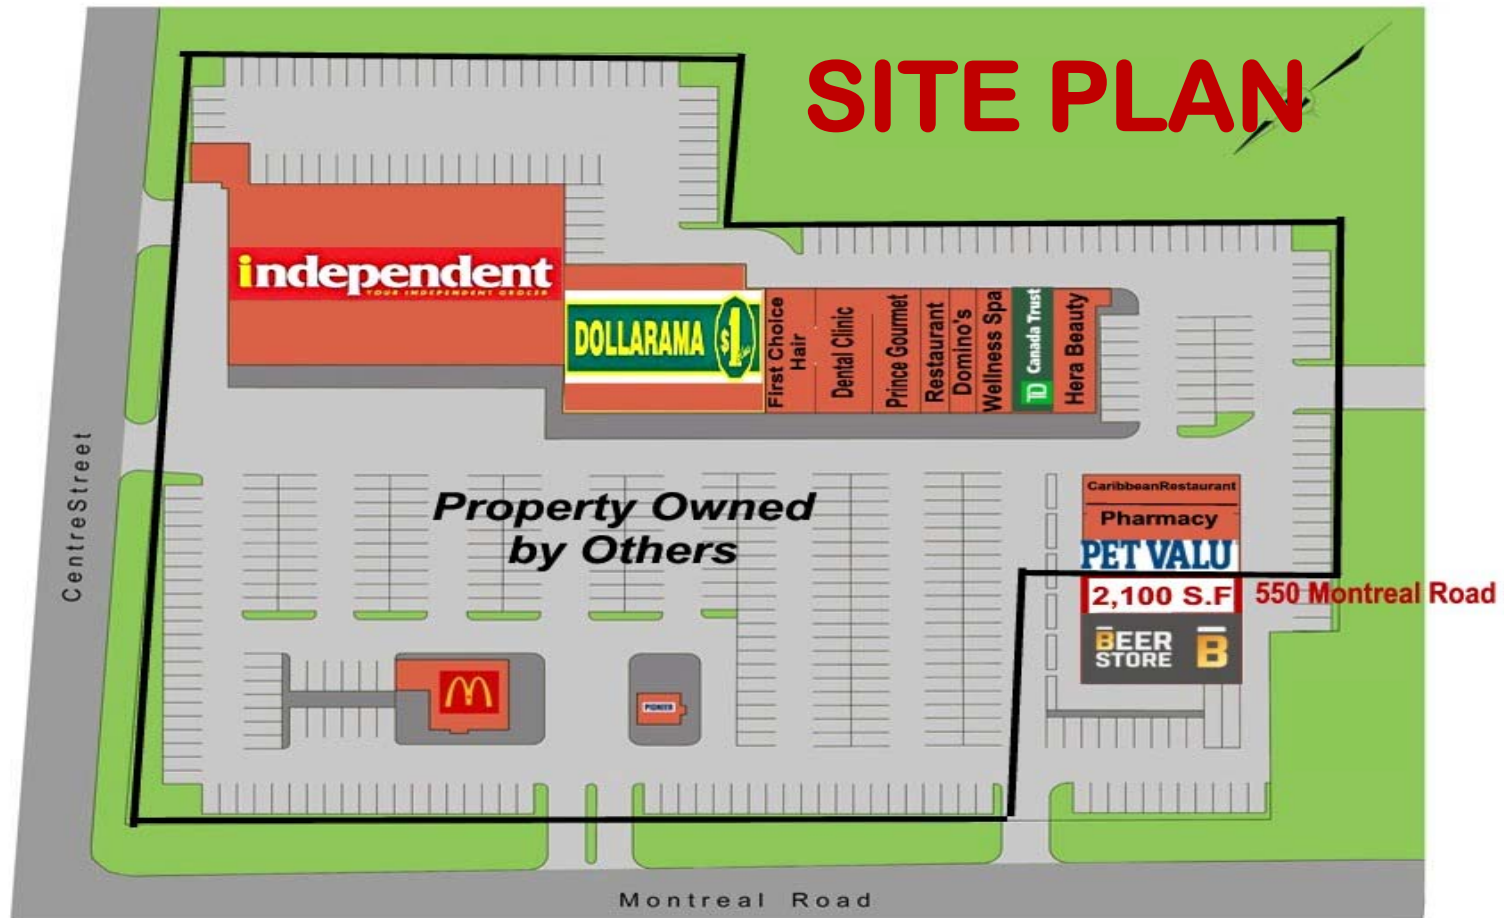 SITE PLAN
independent
YOUR INDEPENDENT GROCER
DOLLARAMA $1
First Choice
Hair
Dental Clinic
Prince Gourmet
Restaurant
Domino's
Wellness Spa
TD Canada Trust
Hera Beauty
CentreStreet
Property Owned
by Others
CaribbeanRestaurant
Pharmacy
PET VALU
2,100 S.F
550 Montreal Road
BEER
STORE
B
PIONEER
Montreal Road